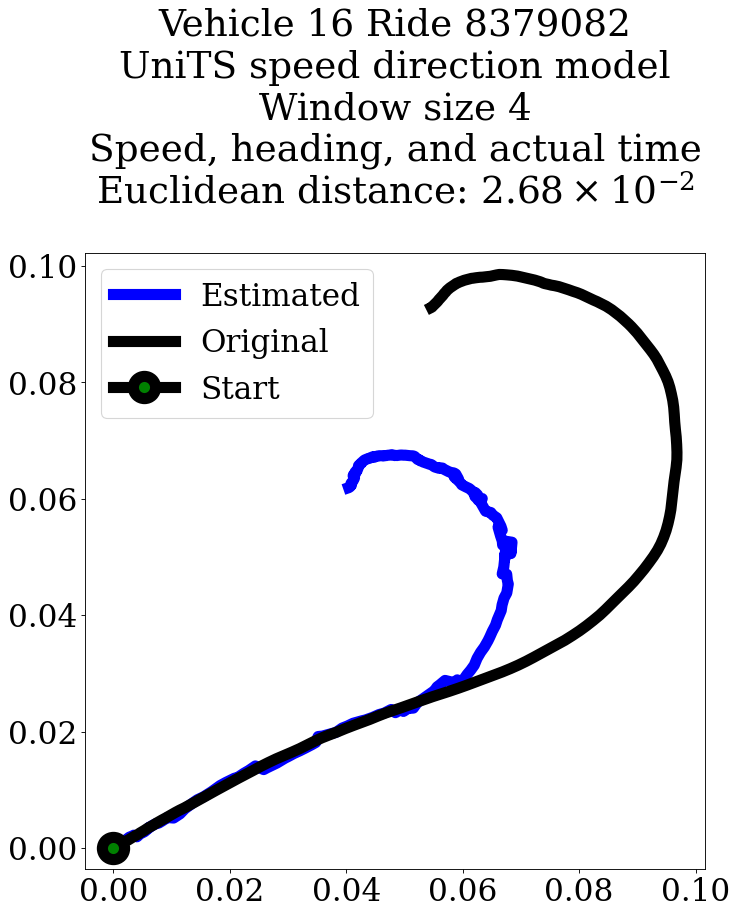 Vehicle 16 Ride 8379082
UniTS speed direction model
Window size 4
Speed, heading, and actual time
Euclidean distance: 2.68 × 10⁻²
0.10
Estimated
Original
Start
0.08
0.06
0.04
0.02
0.00
0.00 0.02 0.04 0.06 0.08 0.10